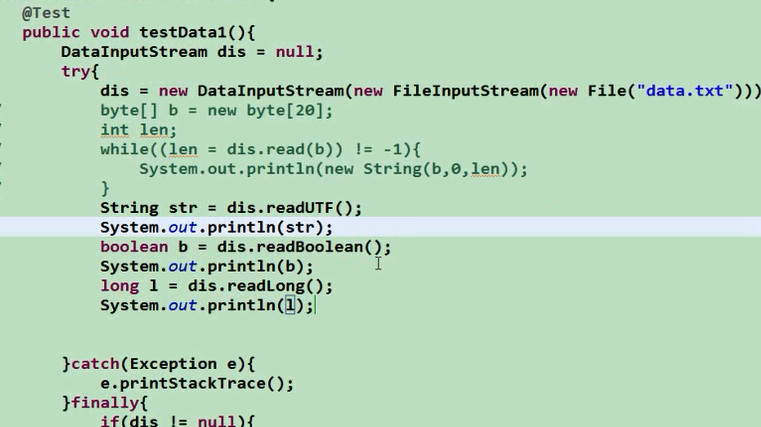 @Test
public void testData1(){
DataInputStream dis = null;
try{
dis = new DataInputStream(new FileInputStream(new File("data.txt")))
byte[] b = new byte[20];
int len;
while((len = dis.read(b)) != -1){
System.out.println(new String(b,0,len));
}
String str = dis.readUTF();
System.out.println(str);
boolean b = dis.readBoolean();
System.out.println(b);
long l = dis.readLong();
System.out.println(l);
}catch(Exception e){
e.printStackTrace();
}finally{
if(dis != null){